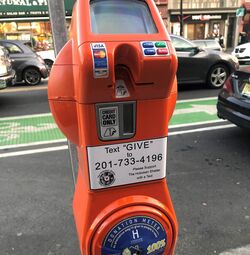 VISA
CREDIT
CARD
ONLY
Text "GIVE"
to
201-733-4196
Please Support
The Hoboken Shelter
with a Text
DONATION METER
H
100%